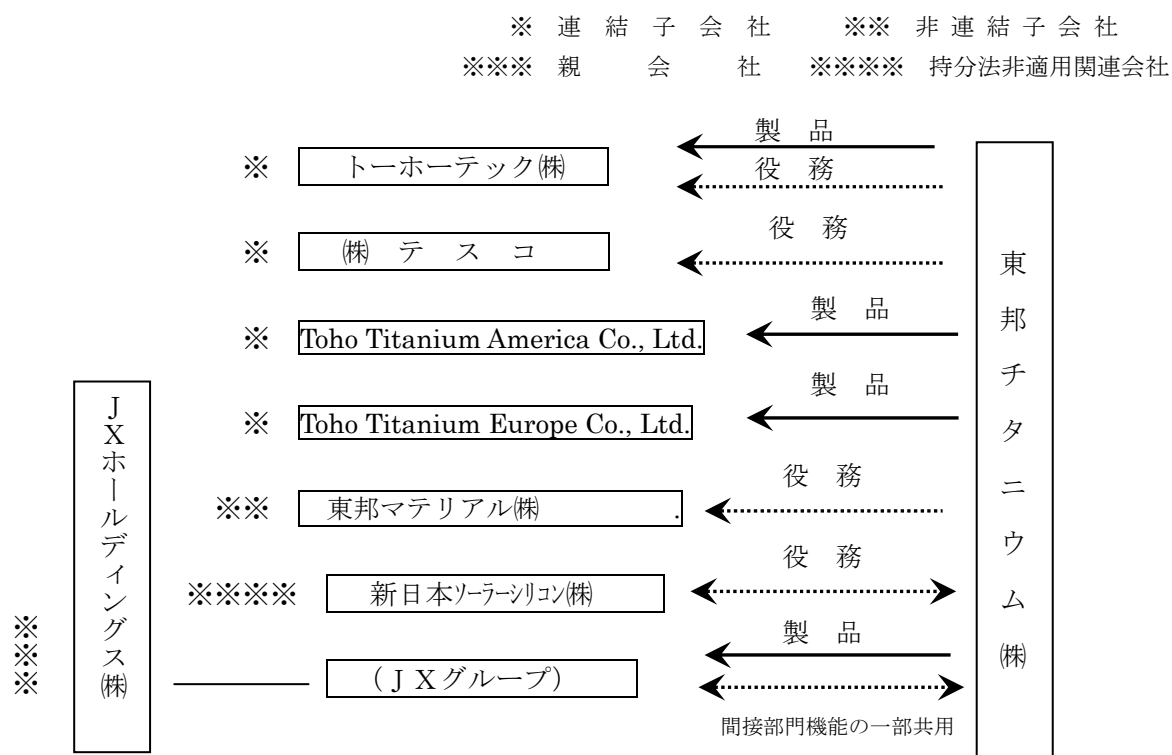 ※ 連結子会社 ※※ 非連結子会社
※※※ 親会社 ※※※※ 持分法非適用関連会社
製品
※ トーホーテック㈱
役務
役務
※ ㈱テスコ
製品
※ Toho Titanium America Co., Ltd.
製品
※ Toho Titanium Europe Co., Ltd.
役務
※※ 東邦マテリアル㈱ .
役務
※※※※ 新日本ソーラーシリコン㈱
製品
(JXグループ)
間接部門機能の一部共用
※※※
JXホールディングス㈱
東邦チタニウム㈱